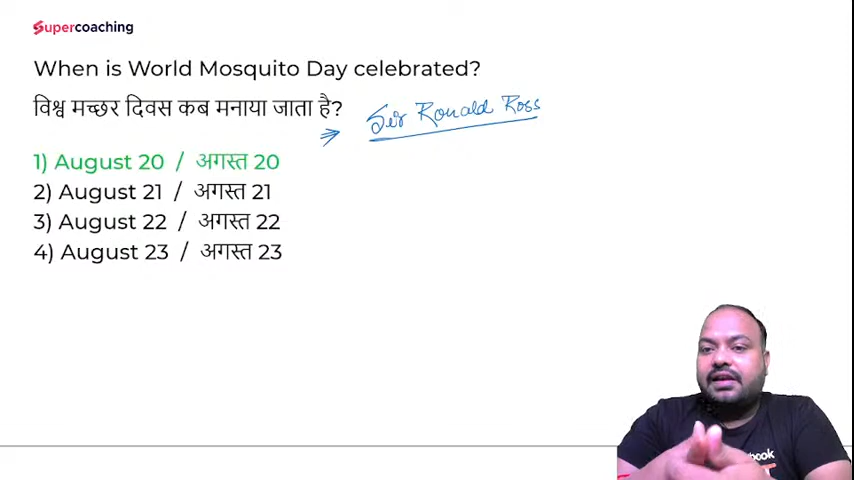 Supercoaching
When is World Mosquito Day celebrated?
विश्व मच्छर दिवस कब मनाया जाता है?
Sir Ronald Ross
1) August 20 / अगस्त 20
2) August 21 / अगस्त 21
3) August 22 / अगस्त 22
4) August 23 / अगस्त 23
book